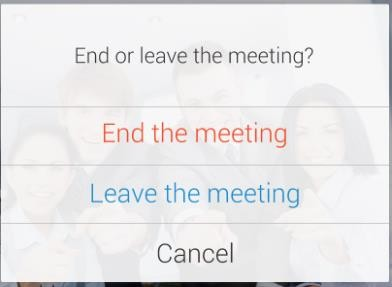 End or leave the meeting?
End the meeting
Leave the meeting
Cancel